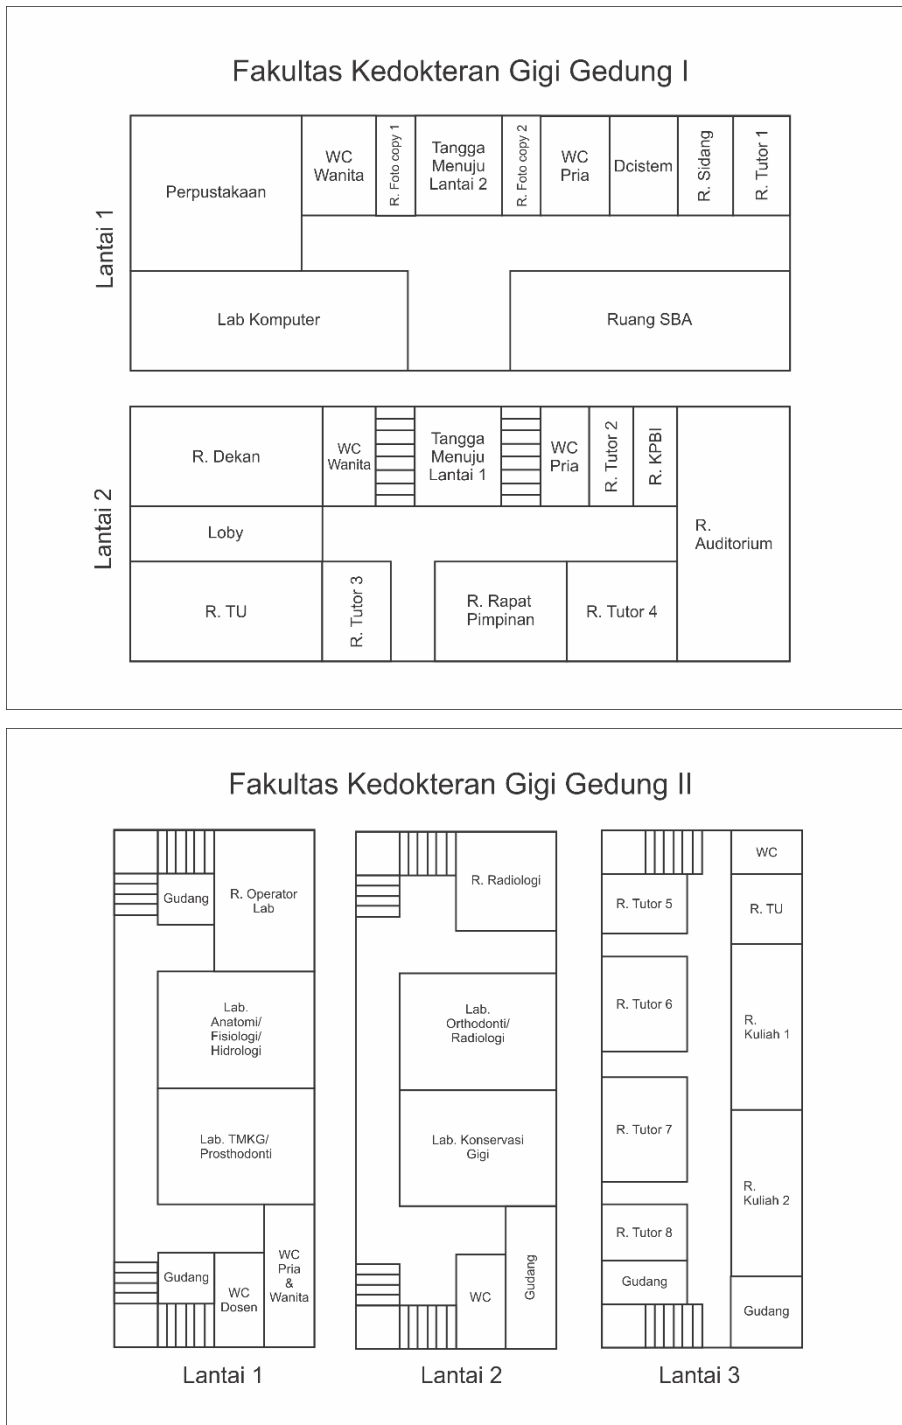 Fakultas Kedokteran Gigi Gedung I
Lantai 1
Perpustakaan
WC
Wanita
R. Foto copy 1
Tangga
Menuju
Lantai 2
R. Foto copy 2
WC
Pria
Dcistem
R. Sidang
R. Tutor 1
Lab Komputer
Ruang SBA
Lantai 2
R. Dekan
WC
Wanita
Tangga
Menuju
Lantai 1
WC
Pria
R. Tutor 2
R. KPBI
R.
Auditorium
Loby
R. TU
R. Tutor 3
R. Rapat
Pimpinan
R. Tutor 4
Fakultas Kedokteran Gigi Gedung II
Gudang
R. Operator
Lab
Lab.
Anatomi/
Fisiologi/
Hidrologi
Lab. TMKG/
Prosthodonti
Gudang
WC
Dosen
WC
Pria
&
Wanita
Lantai 1
R. Radiologi
Lab.
Orthodonti/
Radiologi
Lab. Konservasi
Gigi
WC
Gudang
Lantai 2
WC
R. Tutor 5
R. TU
R. Tutor 6
R.
Kuliah 1
R. Tutor 7
R.
Kuliah 2
R. Tutor 8
Gudang
Gudang
Lantai 3